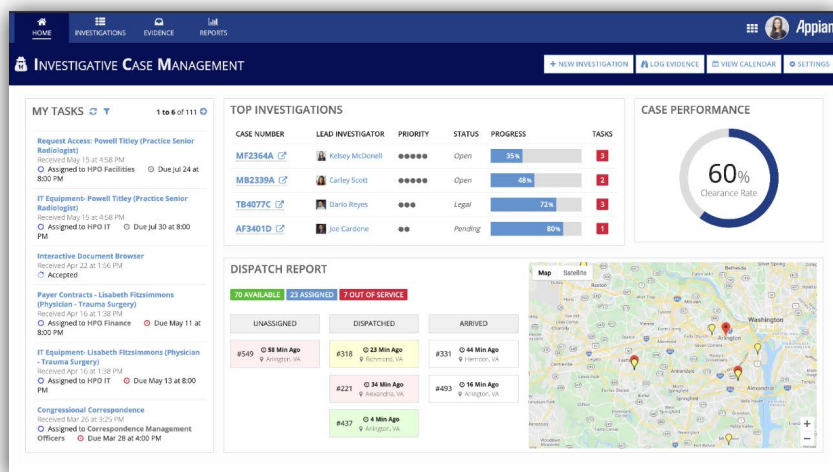 HOME
INVESTIGATIONS
EVIDENCE
REPORTS
Appian
INVESTIGATIVE CASE MANAGEMENT
+ NEW INVESTIGATION
LOG EVIDENCE
VIEW CALENDAR
SETTINGS
MY TASKS
1 to 6 of 111
Request Access: Powell Titley (Practice Senior
Radiologist)
Received May 15 at 4:58 PM
Assigned to HPO Facilities Due Jul 24 at
8:00 PM
IT Equipment- Powell Titley (Practice Senior
Radiologist)
Received May 15 at 4:58 PM
Assigned to HPO IT Due Jul 30 at 8:00
PM
Interactive Document Browser
Received Apr 22 at 1:56 PM
Accepted
Payer Contracts - Lisabeth Fitzsimmons
(Physician - Trauma Surgery)
Received Apr 16 at 1:38 PM
Assigned to HPO Finance Due May 11 at
8:00 PM
IT Equipment- Lisabeth Fitzsimmons (Physician
- Trauma Surgery)
Received Apr 16 at 1:38 PM
Assigned to HPO IT Due May 13 at 8:00
PM
Congressional Correspondence
Received Mar 26 at 3:25 PM
Assigned to Correspondence Management
Officers Due Mar 28 at 4:00 PM
TOP INVESTIGATIONS
CASE NUMBER LEAD INVESTIGATOR PRIORITY STATUS PROGRESS TASKS
MF2364A Kelsey McDonell Open 35% 3
MB2339A Carley Scott Open 48% 2
TB4077C Dario Reyes Legal 72% 3
AF3401D Joe Cardone Pending 80% 1
CASE PERFORMANCE
60%
Clearance Rate
DISPATCH REPORT
70 AVAILABLE 23 ASSIGNED 7 OUT OF SERVICE
UNASSIGNED DISPATCHED ARRIVED
#549 58 Min Ago
Arlington, VA
#318 23 Min Ago
Richmond, VA
#331 44 Min Ago
Herndon, VA
#221 34 Min Ago
Alexandria, VA
#493 16 Min Ago
Arlington, VA
#437 4 Min Ago
Arlington, VA
Map Satellite
Bethesda
Silver Spring
Reston
Washington
Annandale
Alexandria
Springfield
+
−